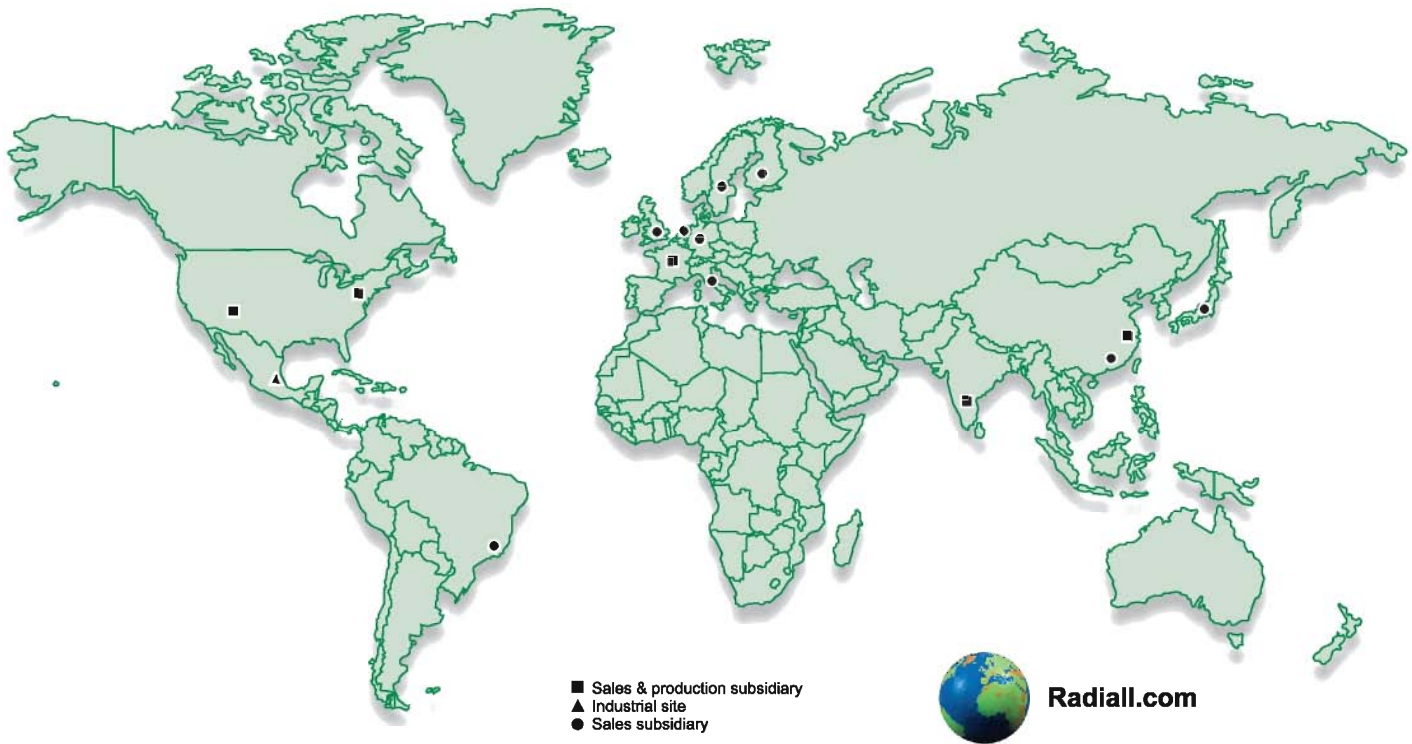 Sales & production subsidiary
Industrial site
Sales subsidiary
Radiall.com